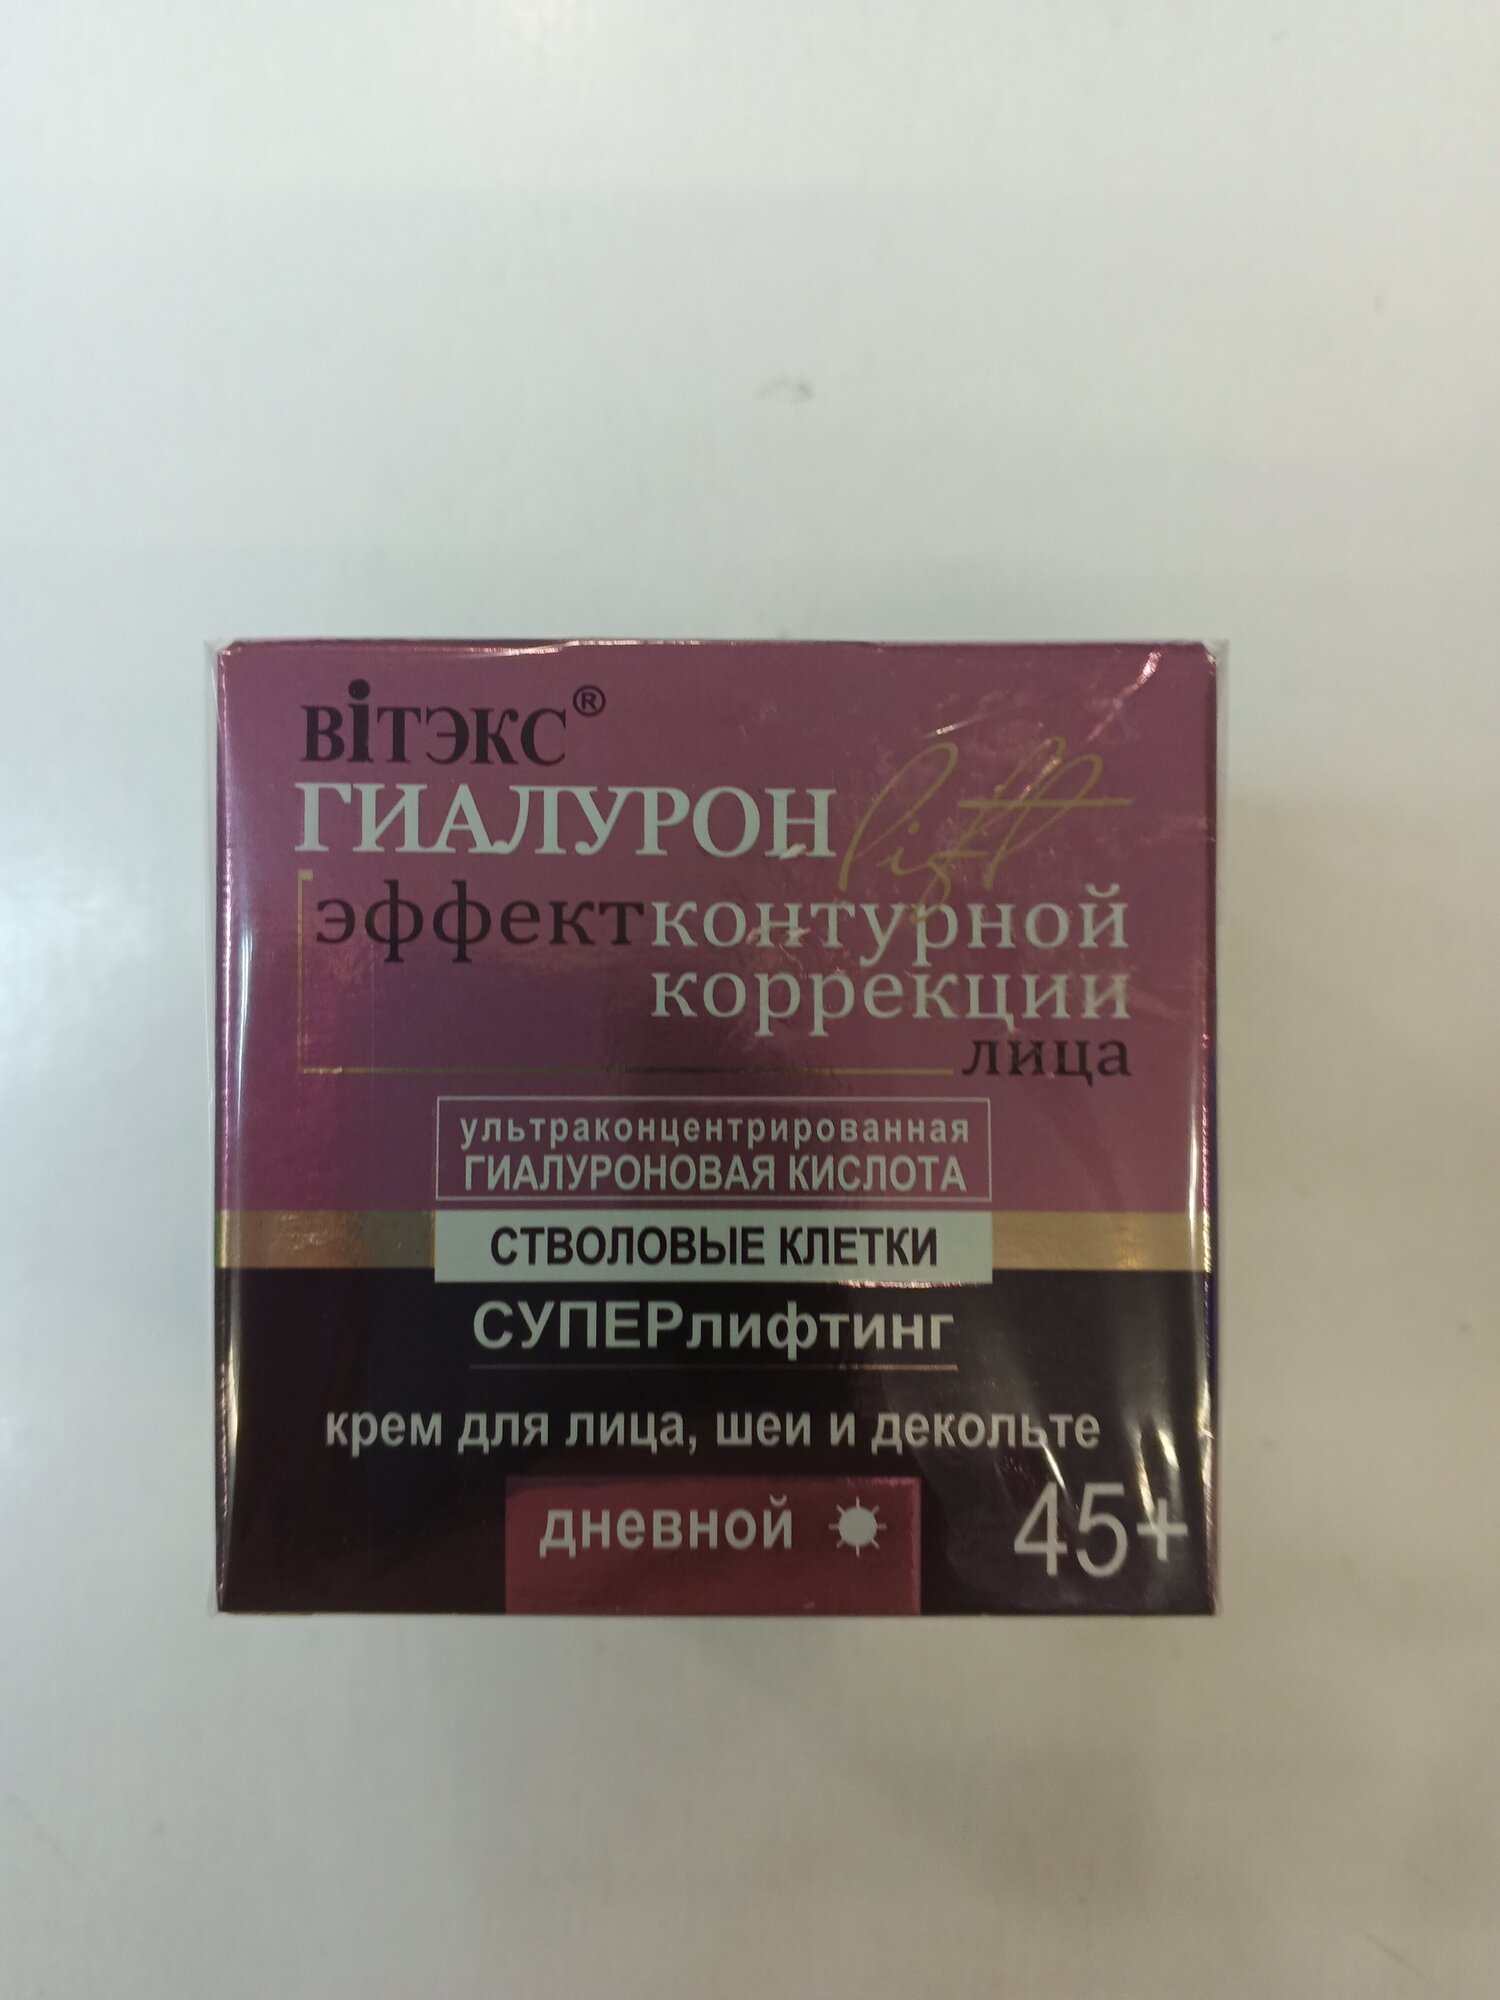 ВIТЭКС®
ГИАЛУРОН lift
эффект контурной
коррекции
лица
ультраконцентрированная
ГИАЛУРОНОВАЯ КИСЛОТА
СТВОЛОВЫЕ КЛЕТКИ
СУПЕРлифтинг
крем для лица, шеи и декольте
дневной
45+